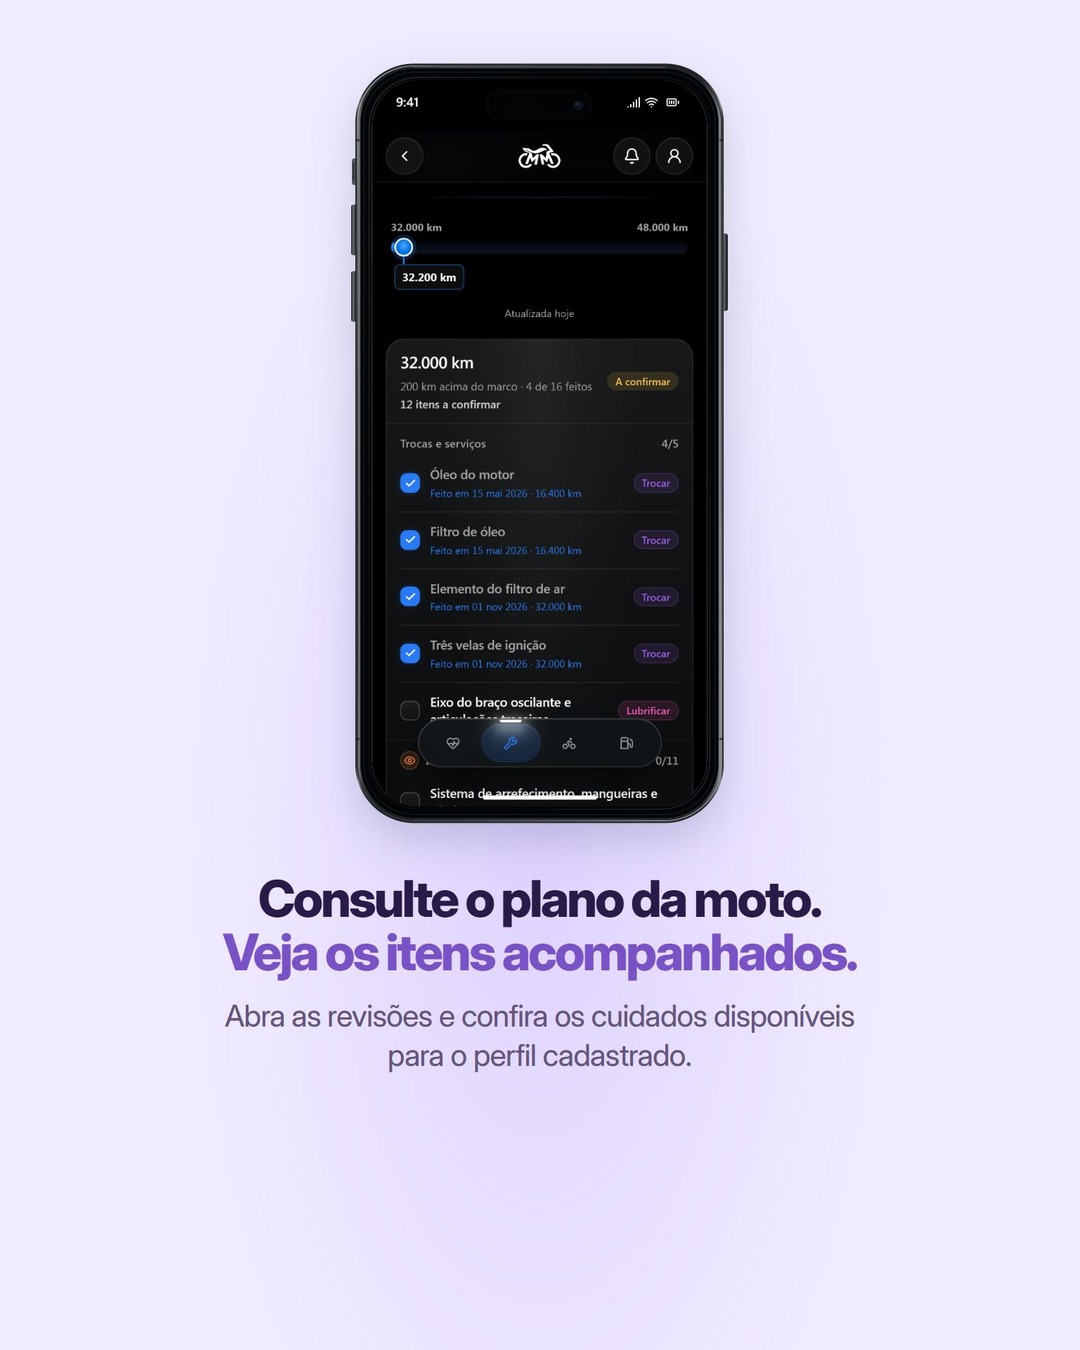 9:41
MM
32.000 km
48.000 km
32.200 km
Atualizada hoje
32.000 km
200 km acima do marco · 4 de 16 feitos
A confirmar
12 itens a confirmar
Trocas e serviços
4/5
Óleo do motor
Feito em 15 mai 2026 · 16.400 km
Trocar
Filtro de óleo
Feito em 15 mai 2026 · 16.400 km
Trocar
Elemento do filtro de ar
Feito em 01 nov 2026 · 32.000 km
Trocar
Três velas de ignição
Feito em 01 nov 2026 · 32.000 km
Trocar
Eixo do braço oscilante e
articulações traseiras
Lubrificar
0/11
Sistema de arrefecimento, mangueiras e
Consulte o plano da moto.
Veja os itens acompanhados.
Abra as revisões e confira os cuidados disponíveis
para o perfil cadastrado.